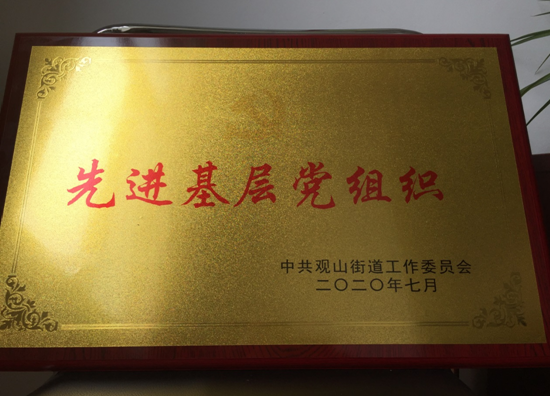 先进基层党组织
中共观山街道工作委员会
二〇二〇年七月